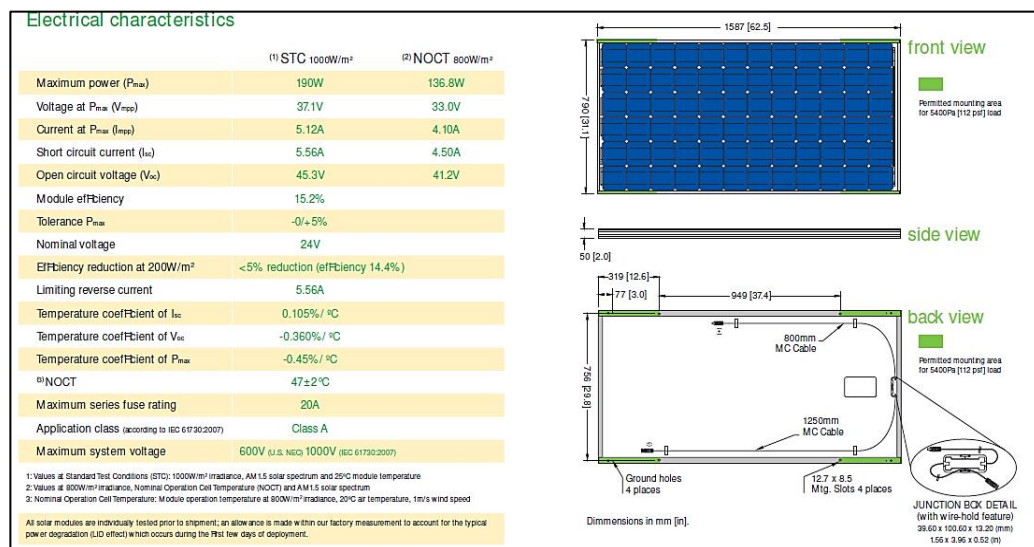 Electrical characteristics
(1) STC 1000W/m² (2) NOCT 800W/m²
Maximum power (Pmax) 190W 136.8W
Voltage at Pmax (Vmpp) 37.1V 33.0V
Current at Pmax (Impp) 5.12A 4.10A
Short circuit current (Isc) 5.56A 4.50A
Open circuit voltage (Voc) 45.3V 41.2V
Module efficiency 15.2%
Tolerance Pmax -0/+5%
Nominal voltage 24V
Efficiency reduction at 200W/m² <5% reduction (efficiency 14.4%)
Limiting reverse current 5.56A
Temperature coefficient of Isc 0.105%/ ºC
Temperature coefficient of Voc -0.360%/ ºC
Temperature coefficient of Pmax -0.45%/ ºC
(3)NOCT 47±2ºC
Maximum series fuse rating 20A
Application class (according to IEC 61730:2007) Class A
Maximum system voltage 600V (U.S. NEC) 1000V (IEC 61730:2007)
1: Values at Standard Test Conditions (STC): 1000W/m² irradiance, AM1.5 solar spectrum and 25ºC module temperature
2: Values at 800W/m² irradiance, Nominal Operation Cell Temperature (NOCT) and AM1.5 solar spectrum
3: Nominal Operation Cell Temperature: Module operation temperature at 800W/m² irradiance, 20ºC air temperature, 1m/s wind speed
All solar modules are individually tested prior to shipment; an allowance is made within our factory measurement to account for the typical
power degradation (LID effect) which occurs during the first few days of deployment.
1587 [62.5]
790 [31.1]
front view
Permitted mounting area
for 5400Pa [112 psf] load
side view
50 [2.0]
319 [12.6]
77 [3.0]
949 [37.4]
back view
Permitted mounting area
for 5400Pa [112 psf] load
800mm
MC Cable
756 [29.8]
1250mm
MC Cable
Ground holes
4 places
12.7 x 8.5
Mtg. Slots 4 places
Dimmensions in mm [in].
JUNCTION BOX DETAIL
(with wire-hold feature)
39.60 x 100.60 x 13.20 (mm)
1.56 x 3.96 x 0.52 (in)